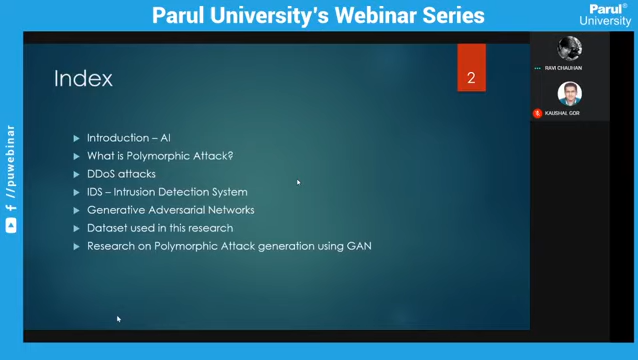 Parul University's Webinar Series
Parul®
University
Index
2
Introduction – AI
What is Polymorphic Attack?
DDoS attacks
IDS – Intrusion Detection System
Generative Adversarial Networks
Dataset used in this research
Research on Polymorphic Attack generation using GAN
RAVI CHAUHAN
KAUSHAL GOR
f //puwebinar